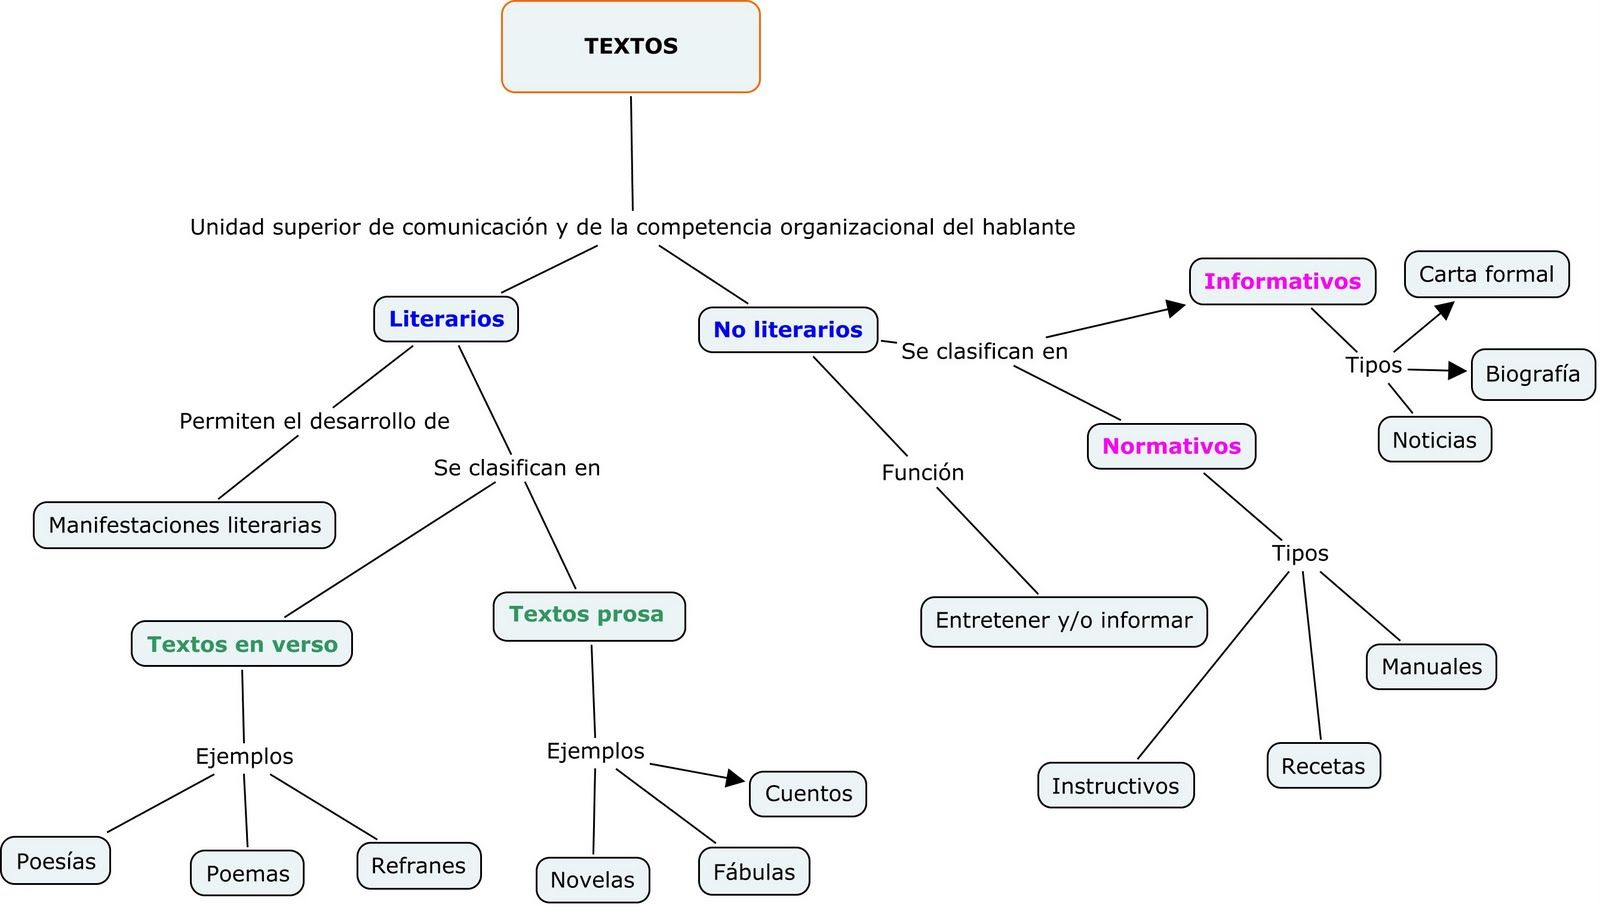 TEXTOS
Unidad superior de comunicación y de la competencia organizacional del hablante
Literarios
No literarios
Permiten el desarrollo de
Manifestaciones literarias
Se clasifican en
Textos en verso
Ejemplos
Poesías
Poemas
Refranes
Textos prosa
Ejemplos
Cuentos
Novelas
Fábulas
Función
Entretener y/o informar
Se clasifican en
Informativos
Tipos
Carta formal
Biografía
Noticias
Normativos
Tipos
Instructivos
Recetas
Manuales